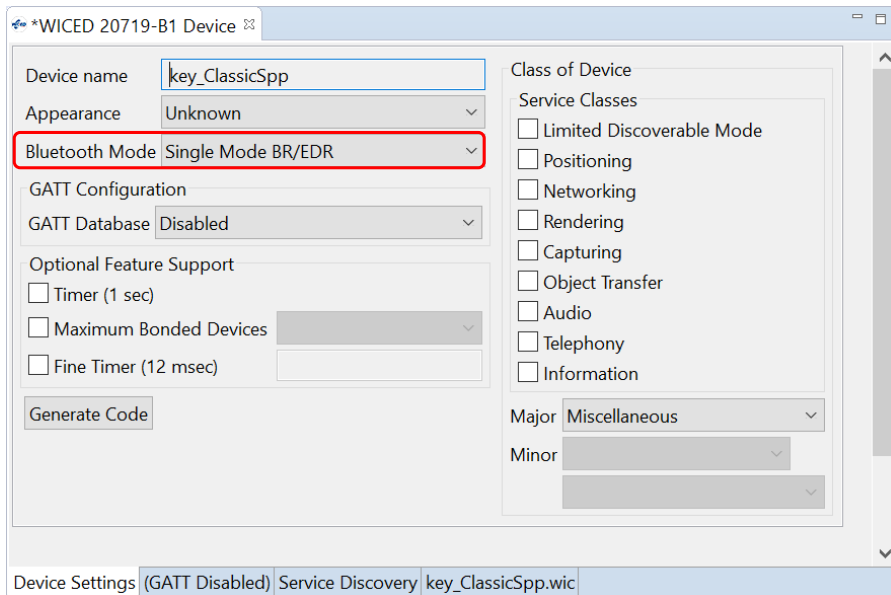 *WICED 20719-B1 Device
Device name key_ClassicSpp
Appearance Unknown
Bluetooth Mode Single Mode BR/EDR
GATT Configuration
GATT Database Disabled
Optional Feature Support
Timer (1 sec)
Maximum Bonded Devices
Fine Timer (12 msec)
Generate Code
Class of Device
Service Classes
Limited Discoverable Mode
Positioning
Networking
Rendering
Capturing
Object Transfer
Audio
Telephony
Information
Major Miscellaneous
Minor
Device Settings (GATT Disabled) Service Discovery key_ClassicSpp.wic